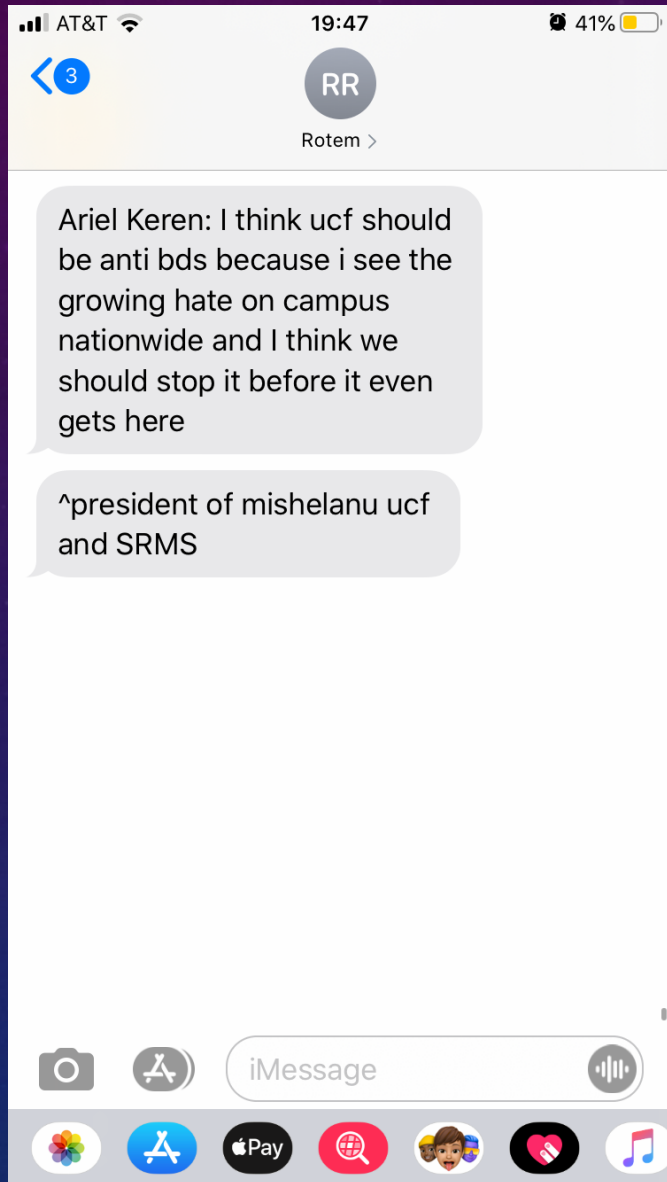 AT&T 19:47 41%
3
RR
Rotem
Ariel Keren: I think ucf should
be anti bds because i see the
growing hate on campus
nationwide and I think we
should stop it before it even
gets here
^president of mishelanu ucf
and SRMS
iMessage
Pay